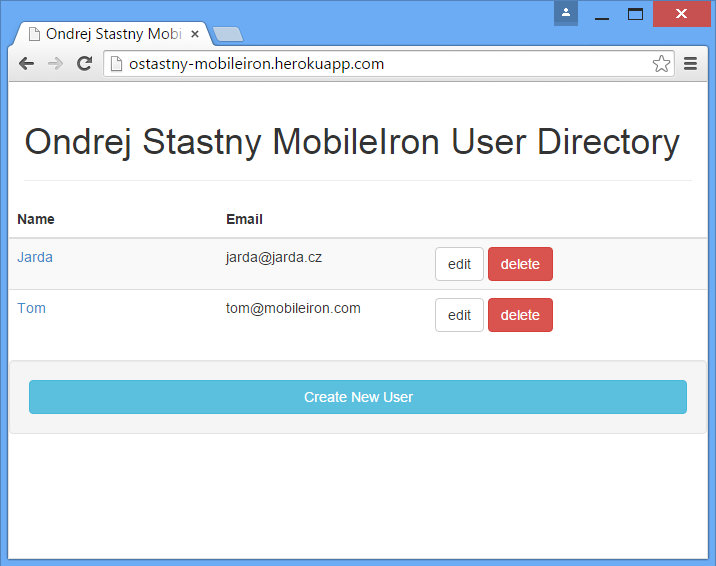 Ondrej Stastny Mobi
ostastny-mobileiron.herokuapp.com
Ondrej Stastny MobileIron User Directory
Name Email
Jarda jarda@jarda.cz edit delete
Tom tom@mobileiron.com edit delete
Create New User